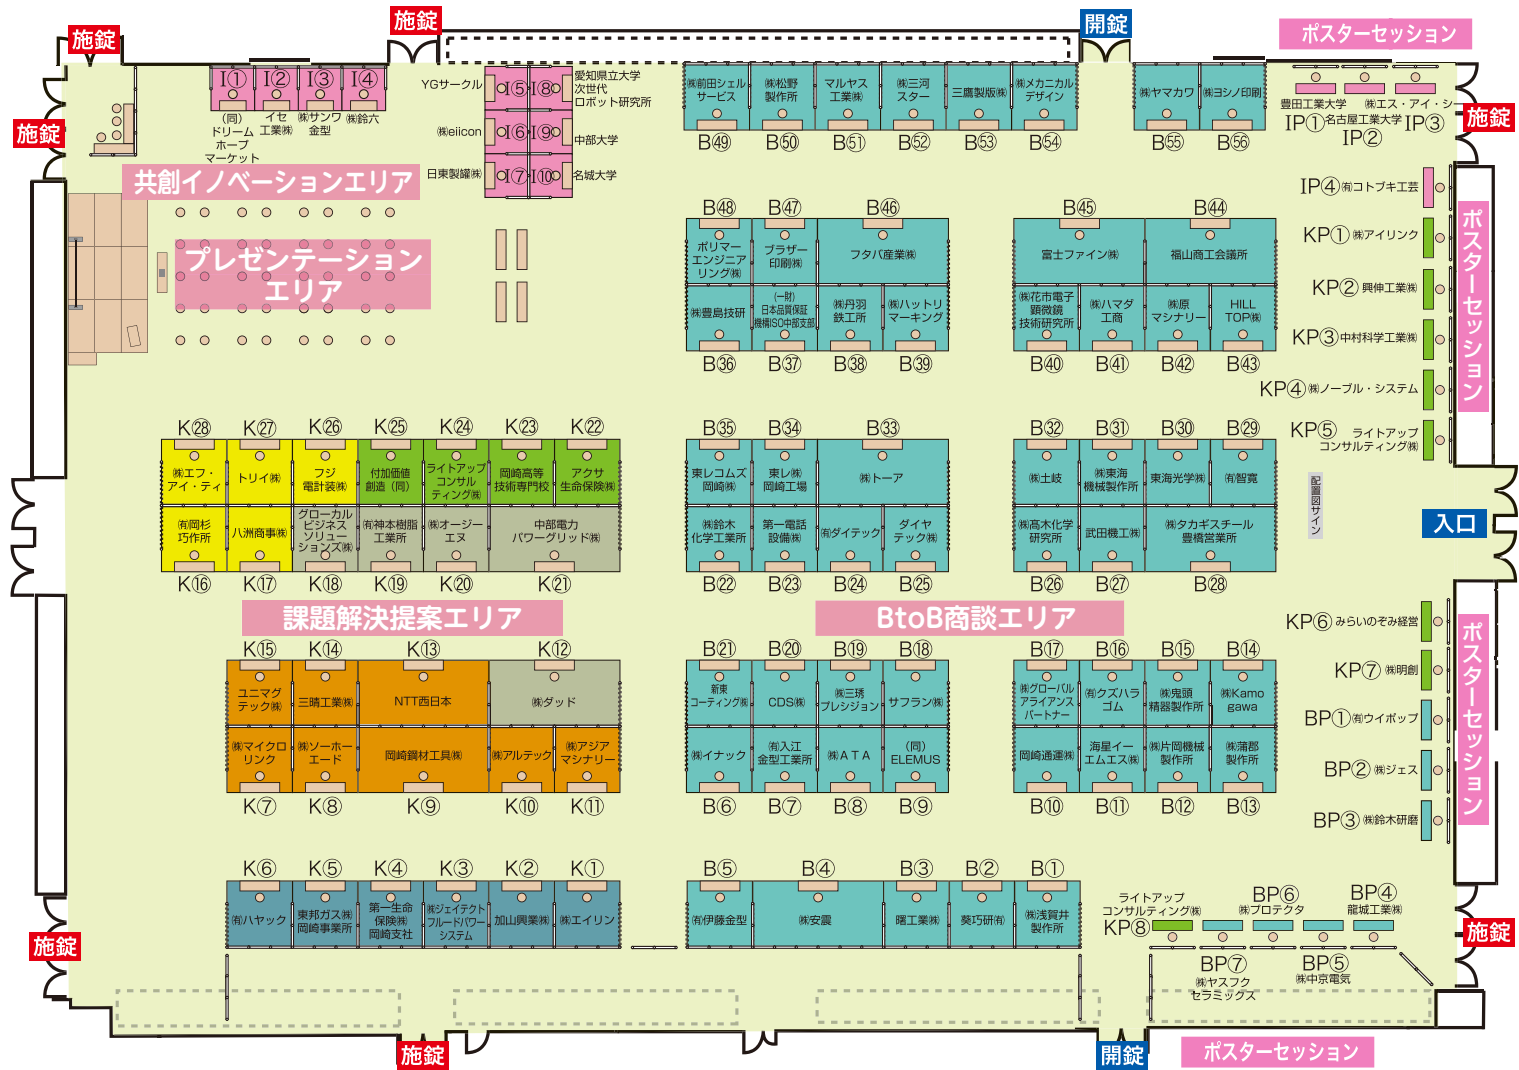 施錠
施錠
開錠
ポスターセッション
施錠
施錠
I①
I②
I③
I④
(同)
ドリーム
ホープ
マーケット
イセ
工業㈱
㈱サンワ
金型
㈱鈴六
YGサークル
㈱eiicon
日東製罐㈱
I⑤
I⑥
I⑦
I⑧
I⑨
I⑩
愛知県立大学
次世代
ロボット研究所
中部大学
名城大学
㈱前田シェル
サービス
B㊾
㈱松野
製作所
B㊿
マルヤス
工業㈱
B51
㈱三河
スター
B52
三鷹製版㈱
B53
㈱メカニカル
デザイン
B54
㈱ヤマカワ
B55
㈱ヨシノ印刷
B56
豊田工業大学
IP①
名古屋工業大学
IP②
㈱エス・アイ・シー
IP③
共創イノベーションエリア
プレゼンテーション
エリア
B㊽
ポリマー
エンジニア
リング㈱
B㊼
ブラザー
印刷㈱
B㊻
フタバ産業㈱
B㊺
富士ファイン㈱
B㊹
福山商工会議所
㈱豊島技研
B㊱
(一財)
日本品質保証
機構ISO中部支部
B㊲
㈱丹羽
鉄工所
B㊳
㈱ハットリ
マーキング
B㊴
㈱花市電子
顕微鏡
技術研究所
B㊵
㈱ハマダ
工商
B㊶
㈱原
マシナリー
B㊷
HILL
TOP㈱
B㊸
IP④㈲コトブキ工芸
KP①㈱アイリンク
KP②興伸工業㈱
KP③中村科学工業㈱
KP④㈱ノーブル・システム
KP⑤ライトアップ
コンサルティング㈱
ポスターセッション
K㉘
㈱エフ・
アイ・ティ
K㉗
トリイ㈱
K㉖
フジ
電計装㈱
K㉕
付加価値
創造(同)
K㉔
ライトアップ
コンサル
ティング㈱
K㉓
岡崎高等
技術専門校
K㉒
アクサ
生命保険㈱
㈲岡杉
巧作所
K⑯
八洲商事㈱
K⑰
グローカル
ビジネス
ソリュー
ションズ㈱
K⑱
㈲神本樹脂
工業所
K⑲
㈱オージー
エヌ
K⑳
中部電力
パワーグリッド㈱
K㉑
B㉟
東レコムズ
岡崎㈱
B㉞
東レ㈱
岡崎工場
B㉝
㈱トーア
B㉜
㈱土岐
B㉛
㈱東海
機械製作所
B㉚
東海光学㈱
B㉙
㈲智寛
㈱鈴木
化学工業所
B㉒
第一電話
設備㈱
B㉓
㈲ダイテック
B㉔
ダイヤ
テック㈱
B㉕
㈱髙木化学
研究所
B㉖
武田機工㈱
B㉗
㈱タカギスチール
豊橋営業所
B㉘
配置図サイン
入口
課題解決提案エリア
BtoB商談エリア
K⑮
ユニマグ
テック㈱
K⑭
三晴工業㈱
K⑬
NTT西日本
K⑫
㈱ダッド
㈱マイクロ
リンク
K⑦
㈱ソーホー
エード
K⑧
岡崎鋼材工具㈱
K⑨
㈱アルテック
K⑩
㈱アジア
マシナリー
K⑪
B㉑
新東
コーティング㈱
B⑳
CDS㈱
B⑲
㈱三琇
プレシジョン
B⑱
サフラン㈱
B⑰
㈱グローバル
アライアンス
パートナー
B⑯
㈲クズハラ
ゴム
B⑮
㈱鬼頭
精器製作所
B⑭
㈱Kamo
gawa
㈱イナック
B⑥
㈲入江
金型工業所
B⑦
㈱ATA
B⑧
(同)
ELEMUS
B⑨
岡崎通運㈱
B⑩
海星イー
エムエス㈱
B⑪
㈱片岡機械
製作所
B⑫
㈱蒲郡
製作所
B⑬
KP⑥みらいのぞみ経営
KP⑦㈱明創
BP①㈲ウイポップ
BP②㈱ジェス
BP③㈱鈴木研磨
ポスターセッション
K⑥
㈲ハヤック
K⑤
東邦ガス㈱
岡崎事業所
K④
第一生命
保険㈱
岡崎支社
K③
㈱ジェイテクト
フルードパワー
システム
K②
加山興業㈱
K①
㈱エイリン
B⑤
㈲伊藤金型
B④
㈱安震
B③
曙工業㈱
B②
葵巧研㈲
B①
㈱浅賀井
製作所
ライトアップ
コンサルティング㈱
KP⑧
BP⑥
㈱プロテクタ
BP④
龍城工業㈱
BP⑦
㈱ヤスフク
セラミックス
BP⑤
㈱中京電気
施錠
施錠
施錠
開錠
ポスターセッション